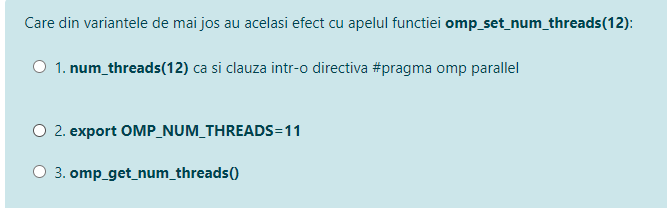 Care din variantele de mai jos au acelasi efect cu apelul functiei omp_set_num_threads(12):
1. num_threads(12) ca si clauza intr-o directiva #pragma omp parallel
2. export OMP_NUM_THREADS=11
3. omp_get_num_threads()